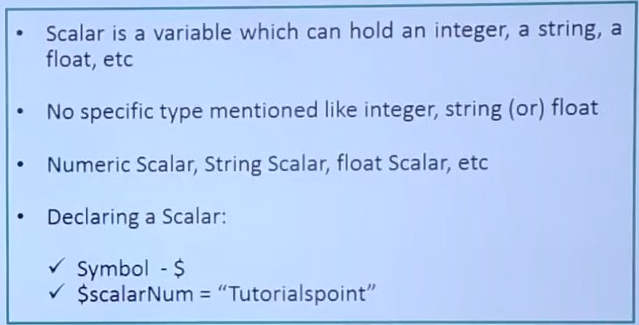 • Scalar is a variable which can hold an integer, a string, a
float, etc
• No specific type mentioned like integer, string (or) float
• Numeric Scalar, String Scalar, float Scalar, etc
• Declaring a Scalar:
✓ Symbol - $
✓ $scalarNum = “Tutorialspoint”